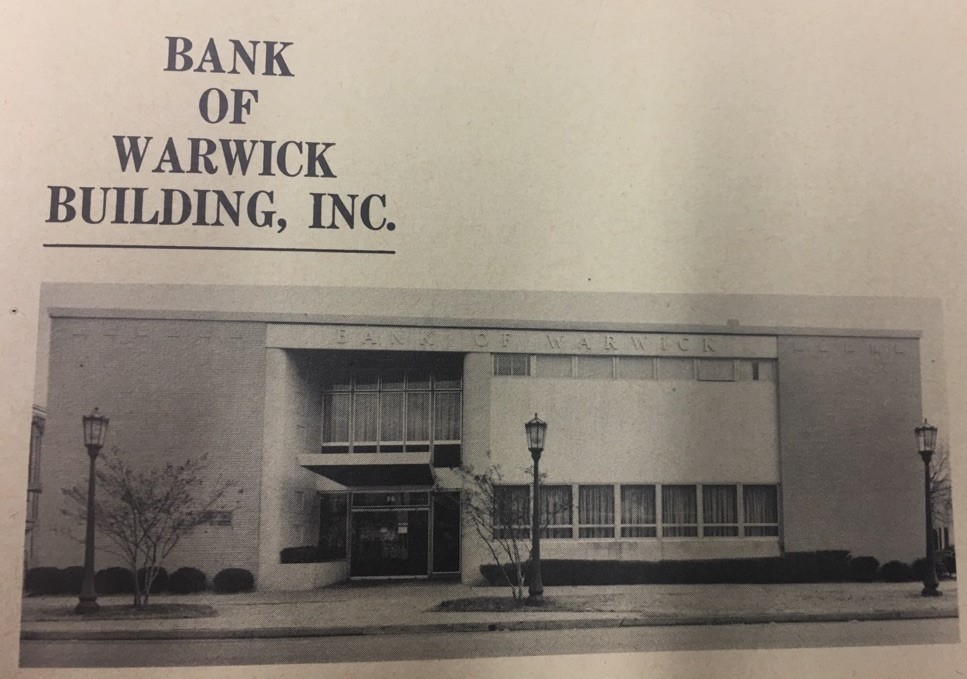 BANK
OF
WARWICK
BUILDING, INC.
BANK OF WARWICK